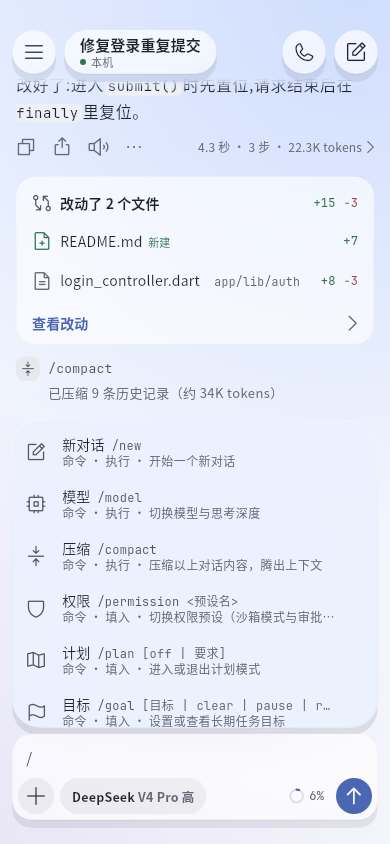 修复登录重复提交
本机
改好了:进入 submit() 时先置位,请求结束后在
finally 里复位。
4.3 秒 · 3 步 · 22.3K tokens
改动了 2 个文件 +15 -3
README.md 新建 +7
login_controller.dart app/lib/auth +8 -3
查看改动
/compact
已压缩 9 条历史记录（约 34K tokens）
新对话 /new
命令 · 执行 · 开始一个新对话
模型 /model
命令 · 执行 · 切换模型与思考深度
压缩 /compact
命令 · 执行 · 压缩以上对话内容，腾出上下文
权限 /permission <预设名>
命令 · 填入 · 切换权限预设（沙箱模式与审批…
计划 /plan [off | 要求]
命令 · 填入 · 进入或退出计划模式
目标 /goal [目标 | clear | pause | r…
命令 · 填入 · 设置或查看长期任务目标
/
DeepSeek V4 Pro 高 6%